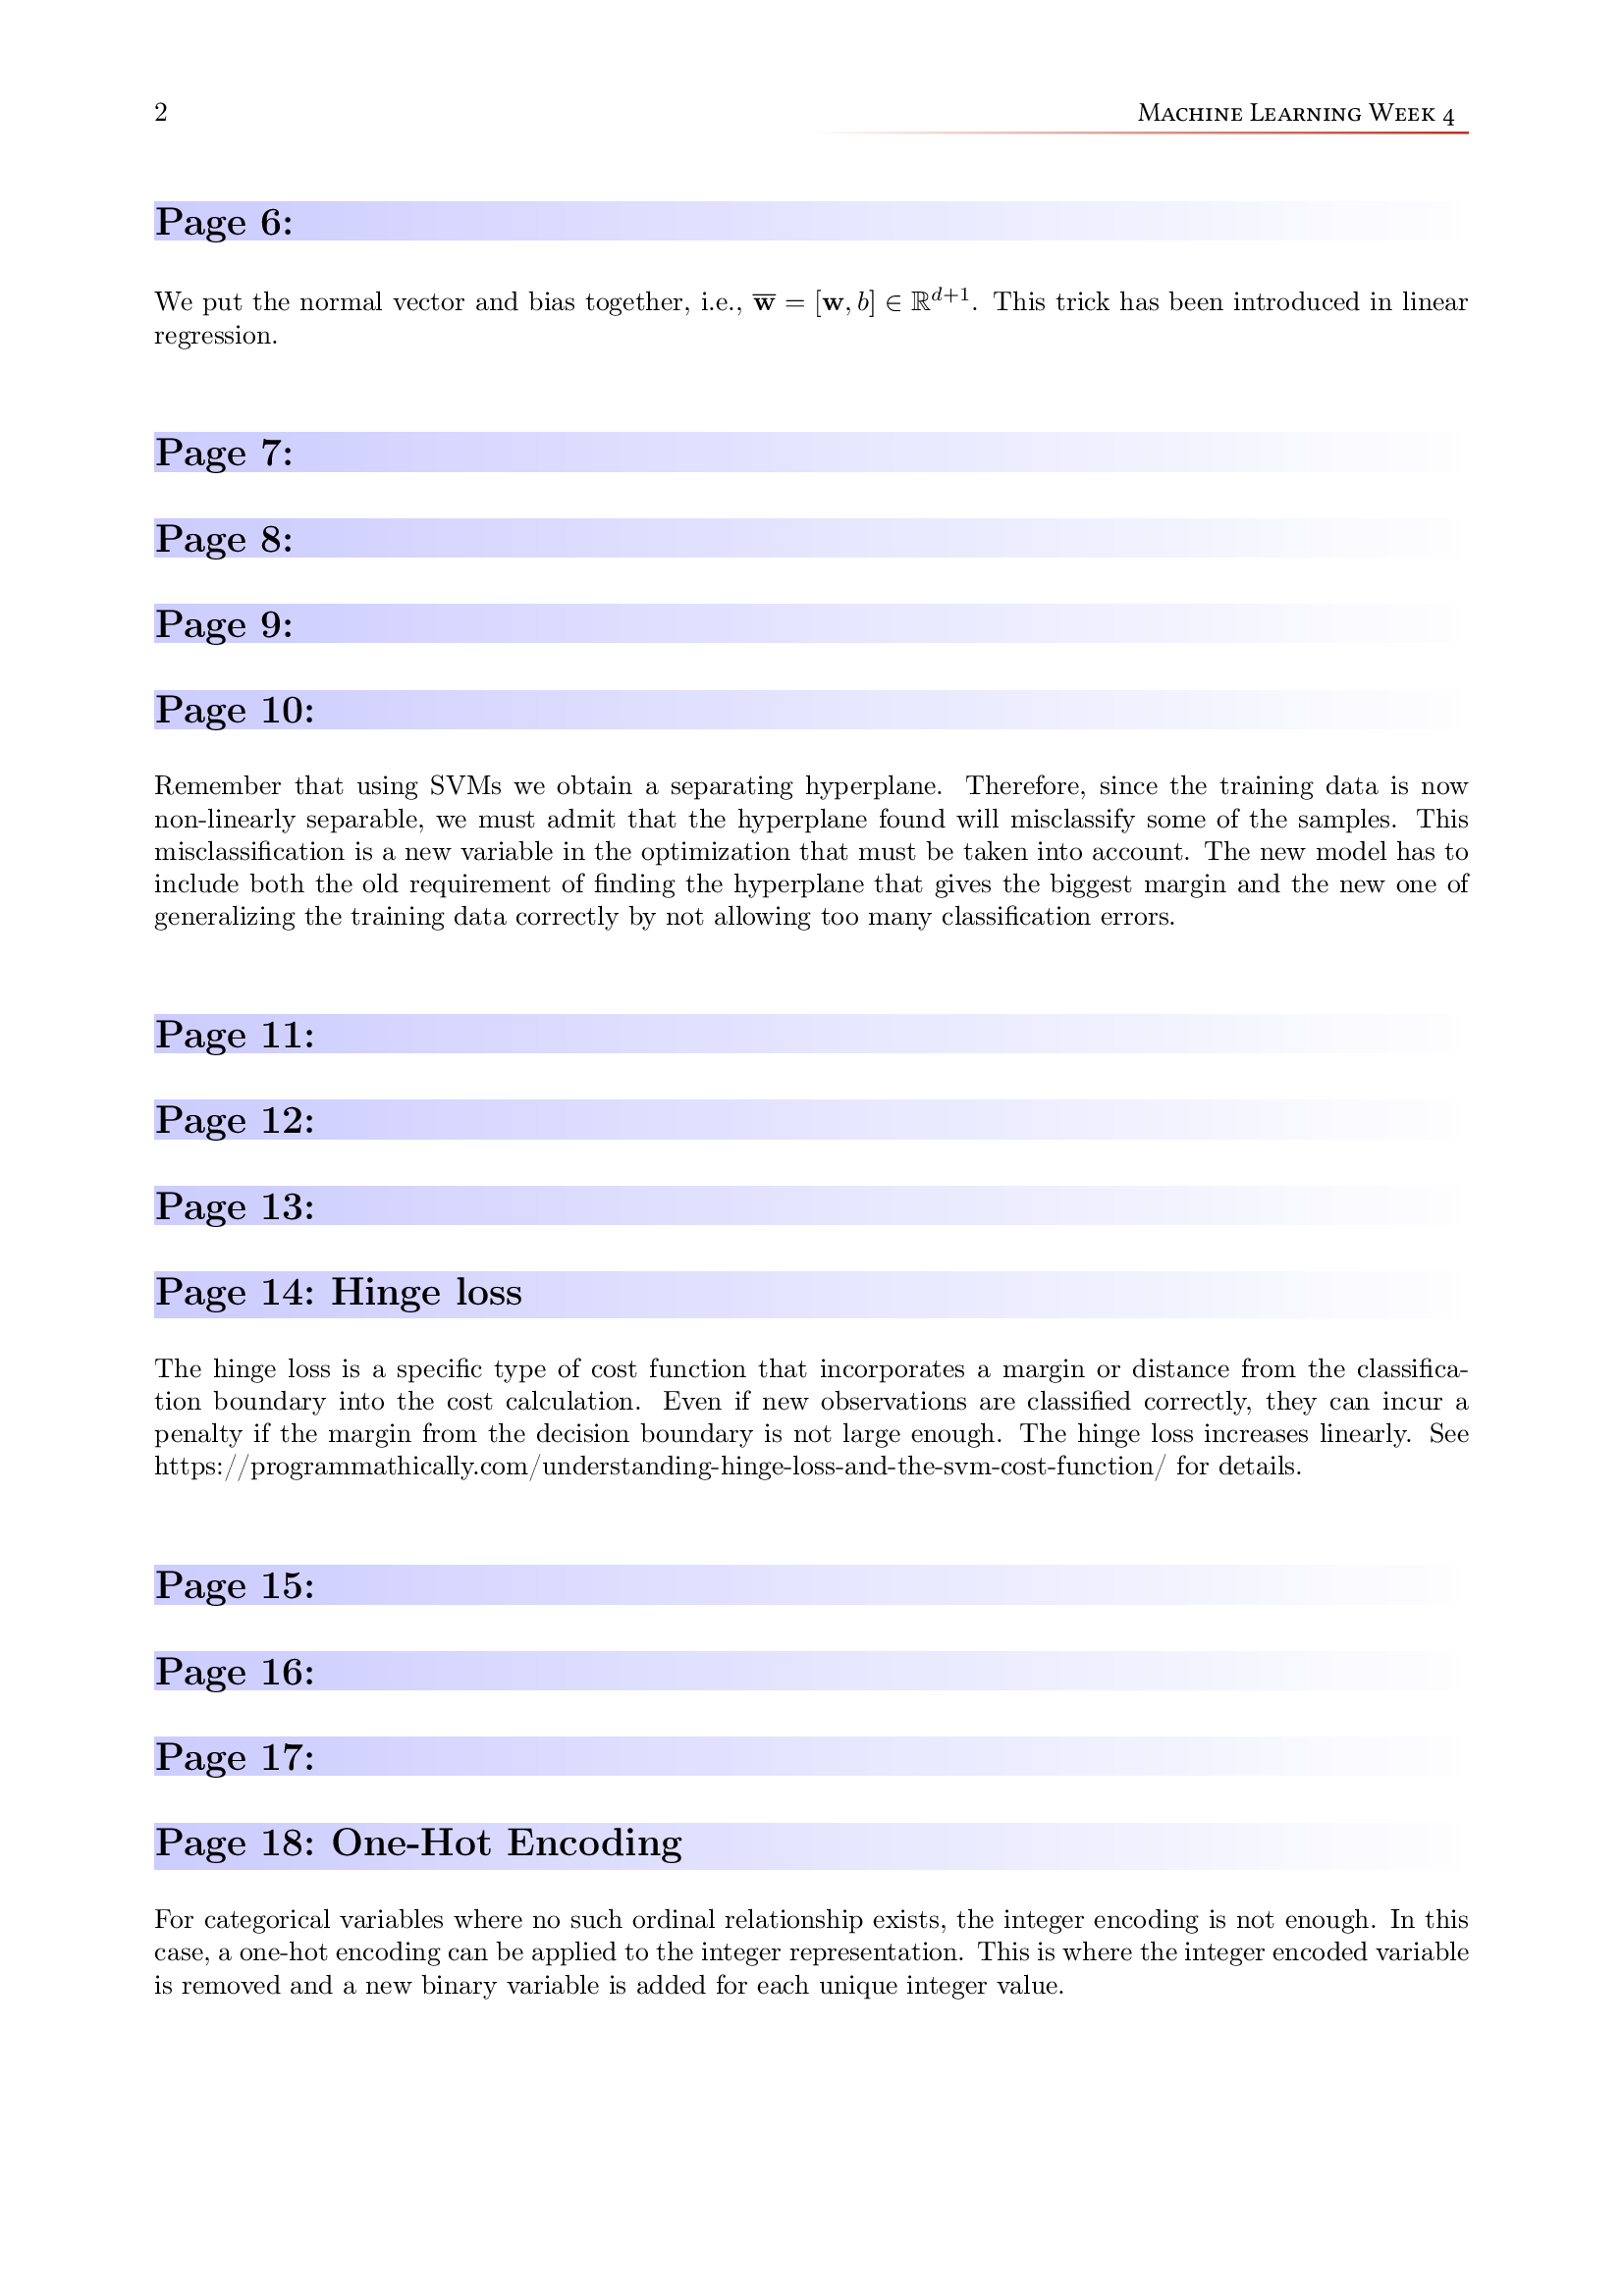 2 Machine Learning Week 4
Page 6:
We put the normal vector and bias together, i.e., $\overline{\mathbf{w}} = [\mathbf{w}, b] \in \mathbb{R}^{d+1}$. This trick has been introduced in linear
regression.
Page 7:
Page 8:
Page 9:
Page 10:
Remember that using SVMs we obtain a separating hyperplane. Therefore, since the training data is now
non-linearly separable, we must admit that the hyperplane found will misclassify some of the samples. This
misclassification is a new variable in the optimization that must be taken into account. The new model has to
include both the old requirement of finding the hyperplane that gives the biggest margin and the new one of
generalizing the training data correctly by not allowing too many classification errors.
Page 11:
Page 12:
Page 13:
Page 14: Hinge loss
The hinge loss is a specific type of cost function that incorporates a margin or distance from the classifica-
tion boundary into the cost calculation. Even if new observations are classified correctly, they can incur a
penalty if the margin from the decision boundary is not large enough. The hinge loss increases linearly. See
https://programmathically.com/understanding-hinge-loss-and-the-svm-cost-function/ for details.
Page 15:
Page 16:
Page 17:
Page 18: One-Hot Encoding
For categorical variables where no such ordinal relationship exists, the integer encoding is not enough. In this
case, a one-hot encoding can be applied to the integer representation. This is where the integer encoded variable
is removed and a new binary variable is added for each unique integer value.